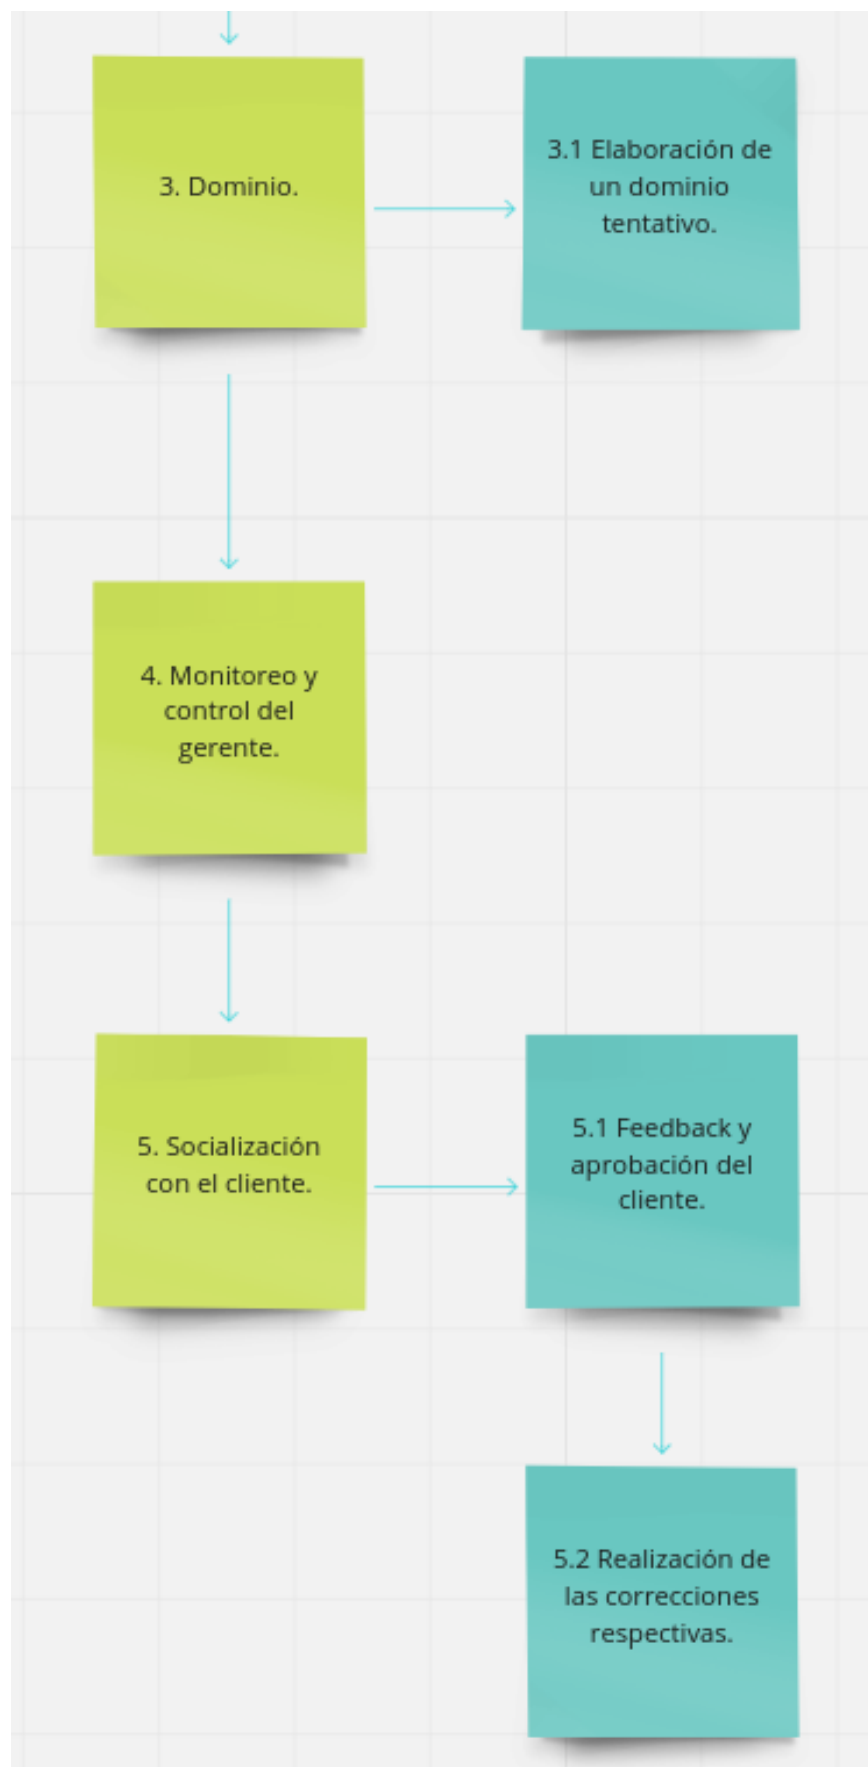 3. Dominio.
3.1 Elaboración de
un dominio
tentativo.
4. Monitoreo y
control del
gerente.
5. Socialización
con el cliente.
5.1 Feedback y
aprobación del
cliente.
5.2 Realización de
las correcciones
respectivas.